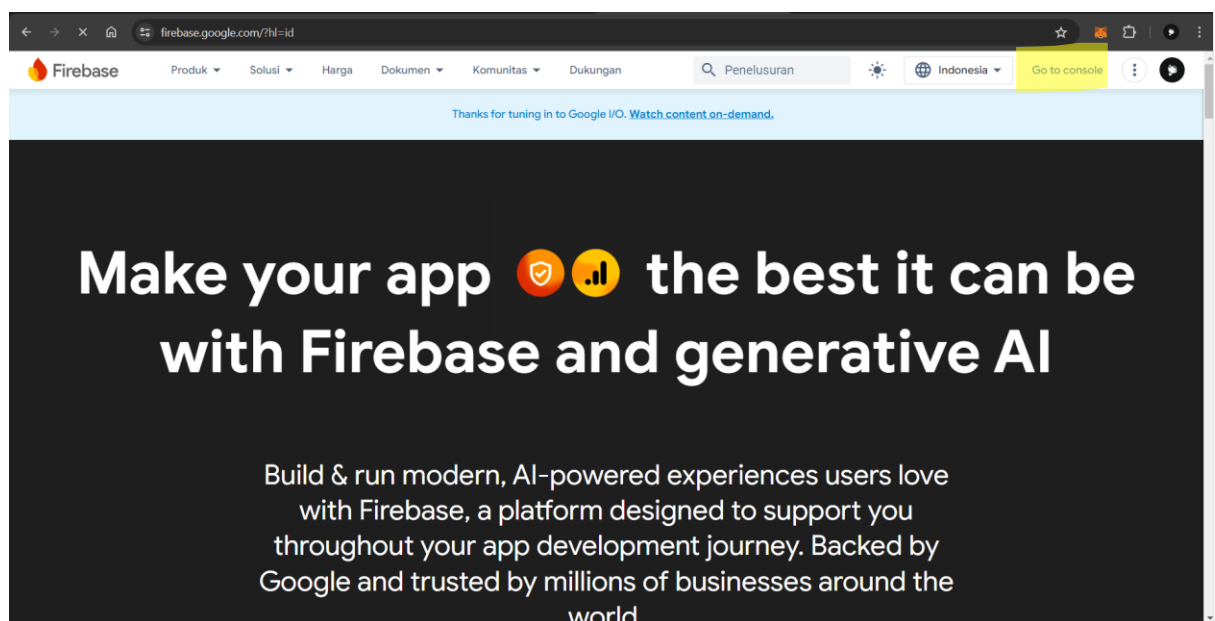 firebase.google.com/?hl=id
Firebase Produk Solusi Harga Dokumen Komunitas Dukungan Penelusuran Indonesia Go to console
Thanks for tuning in to Google I/O. Watch content on-demand.
Make your app the best it can be
with Firebase and generative AI
Build & run modern, AI-powered experiences users love
with Firebase, a platform designed to support you
throughout your app development journey. Backed by
Google and trusted by millions of businesses around the
world